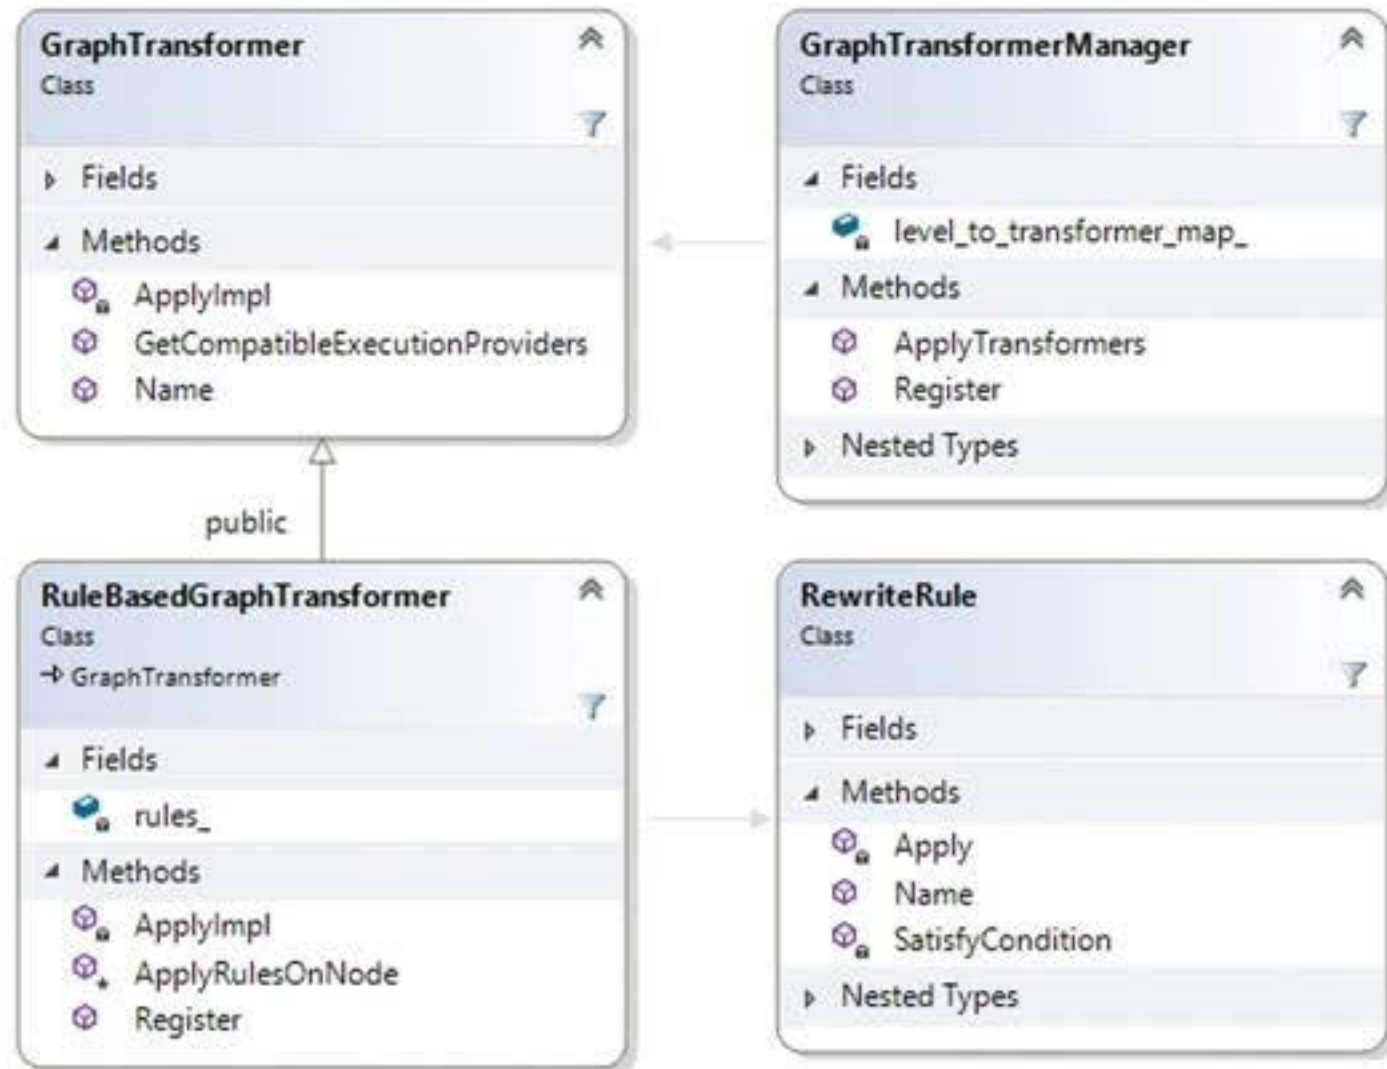 GraphTransformer
Class
Fields
Methods
ApplyImpl
GetCompatibleExecutionProviders
Name
GraphTransformerManager
Class
Fields
level_to_transformer_map_
Methods
ApplyTransformers
Register
Nested Types
public
RuleBasedGraphTransformer
Class
GraphTransformer
Fields
rules_
Methods
ApplyImpl
ApplyRulesOnNode
Register
RewriteRule
Class
Fields
Methods
Apply
Name
SatisfyCondition
Nested Types